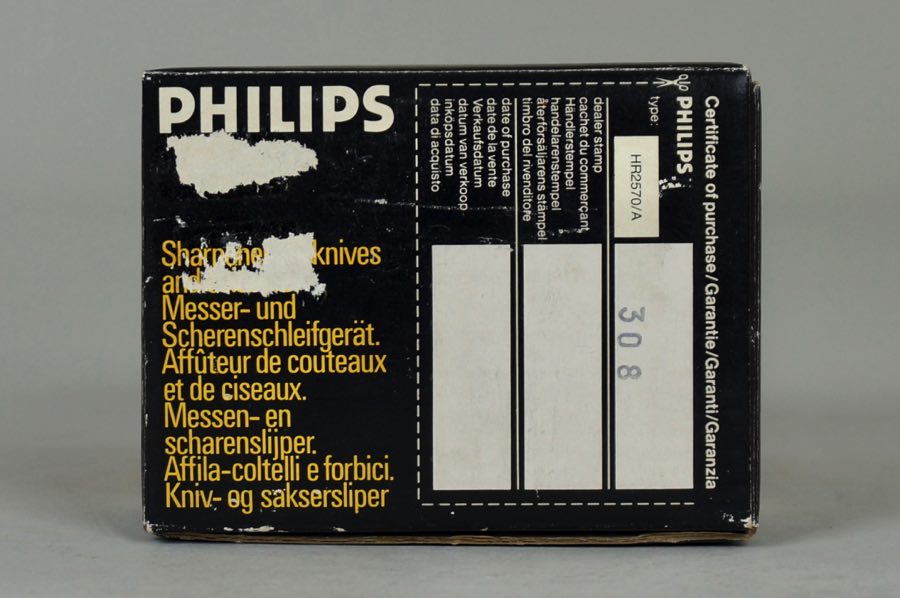 PHILIPS
knives
Messer- und
Scherenschleifgerät.
Affûteur de couteaux
et de ciseaux.
Messen- en
scharenslijper.
Affila-coltelli e forbici.
Kniv- og saksersliper
Certificate of purchase/Garantie/Garanti/Garanzia
PHILIPS
type:
HR2570/A
308
dealer stamp
cachet du commerçant
Händlerstempel
handelarenstempel
återförsäljarens stämpel
timbro del rivenditore
date of purchase
date de la vente
Verkaufsdatum
datum van verkoop
inköpsdatum
data di acquisto